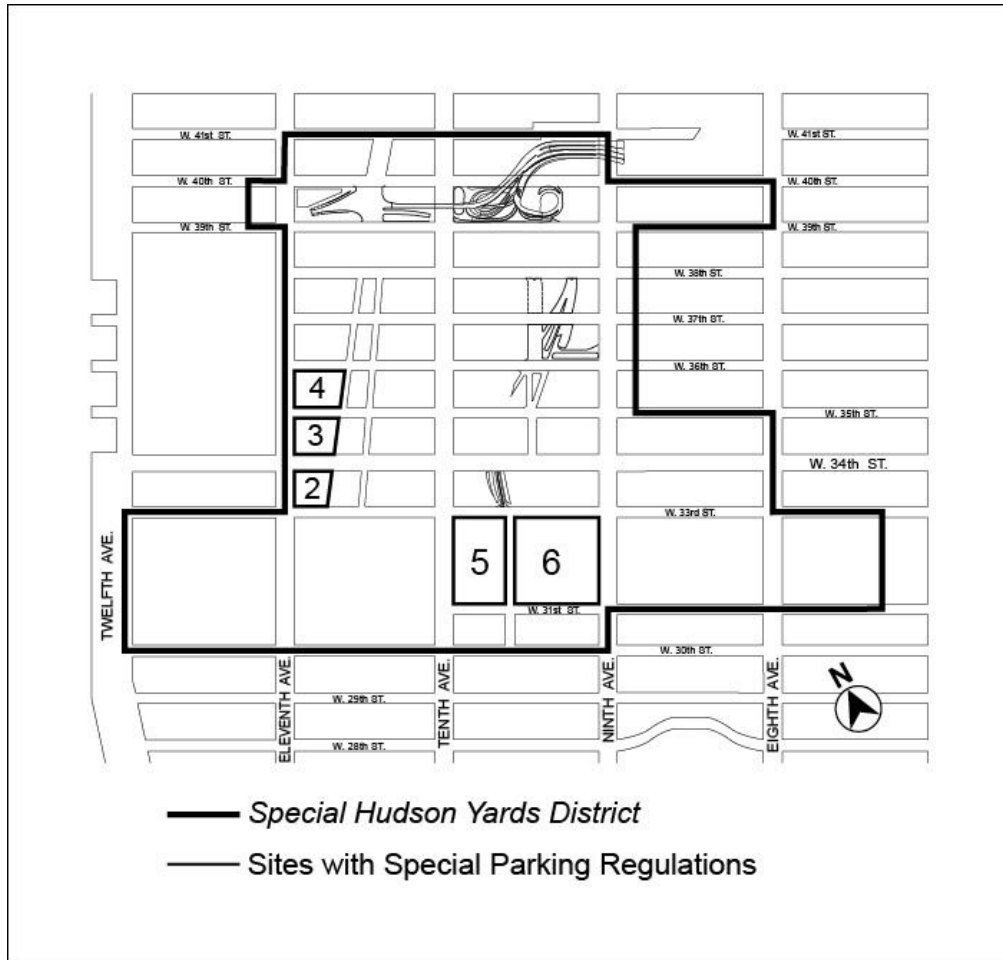 W. 41st ST.
W. 41st ST.
W. 40th ST.
W. 40th ST.
W. 39th ST.
W. 39th ST.
W. 38th ST.
W. 37th ST.
W. 36th ST.
4
W. 35th ST.
3
W. 34th ST.
2
W. 33rd ST.
5
6
TWELFTH AVE.
W. 31st ST.
W. 30th ST.
ELEVENTH AVE.
TENTH AVE.
NINTH AVE.
EIGHTH AVE.
N
W. 29th ST.
W. 28th ST.
Special Hudson Yards District
Sites with Special Parking Regulations